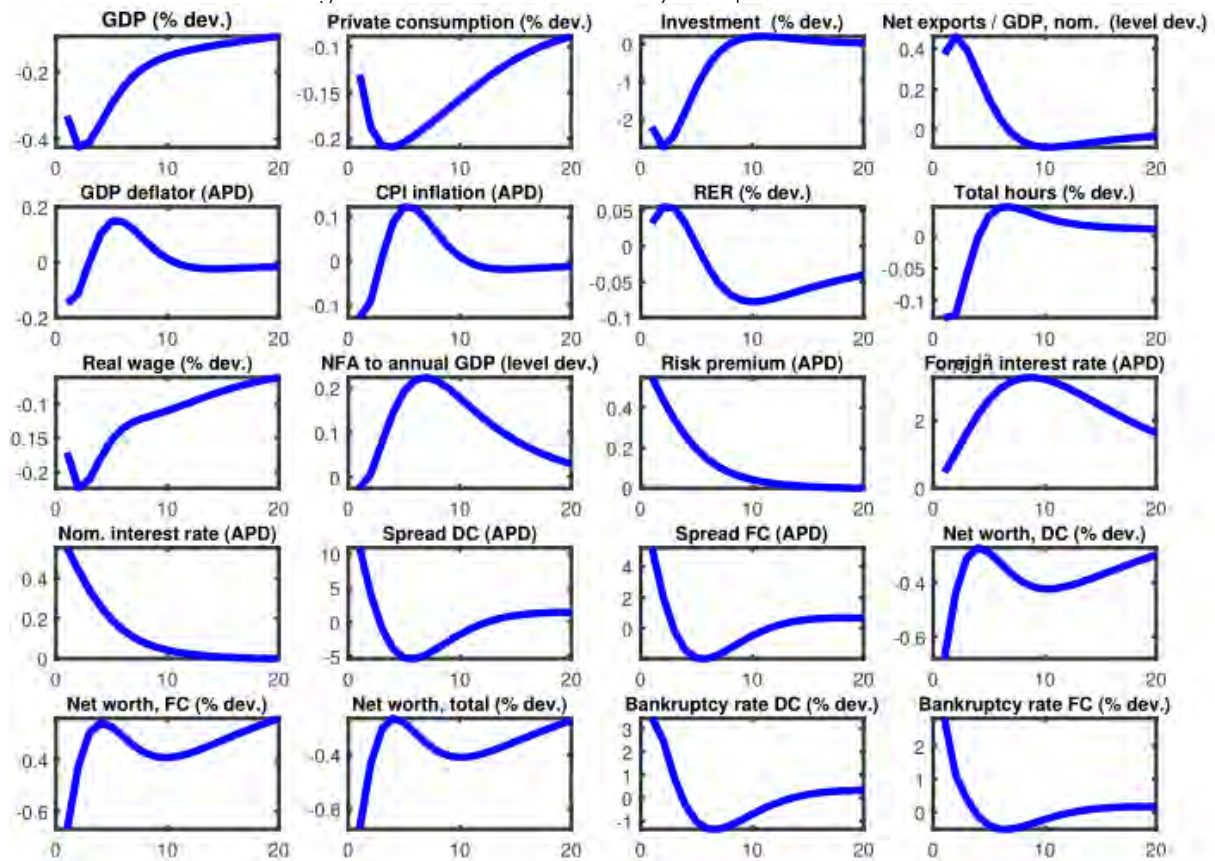 GDP (% dev.) Private consumption (% dev.) Investment (% dev.) Net exports / GDP, nom. (level dev.)
-0.2 -0.4 0 10 20
-0.1 -0.15 -0.2 0 10 20
0 -1 -2 0 10 20
0.4 0.2 0 0 10 20
GDP deflator (APD) CPI inflation (APD) RER (% dev.) Total hours (% dev.)
0.2 0 -0.2 0 10 20
0.1 0 -0.1 0 10 20
0.05 0 -0.05 -0.1 0 10 20
0 -0.05 -0.1 0 10 20
Real wage (% dev.) NFA to annual GDP (level dev.) Risk premium (APD) Foreign interest rate (APD)
-0.1 0.15 -0.2 0 10 20
0.2 0.1 0 0 10 20
0.4 0.2 0 0 10 20
2 0 0 10 20
Nom. interest rate (APD) Spread DC (APD) Spread FC (APD) Net worth, DC (% dev.)
0.4 0.2 0 0 10 20
10 5 0 -5 0 10 20
4 2 0 0 10 20
-0.4 -0.6 0 10 20
Net worth, FC (% dev.) Net worth, total (% dev.) Bankruptcy rate DC (% dev.) Bankruptcy rate FC (% dev.)
-0.4 -0.6 0 10 20
-0.4 0 10 20
3 2 1 0 -1 0 10 20
2 1 0 0 10 20